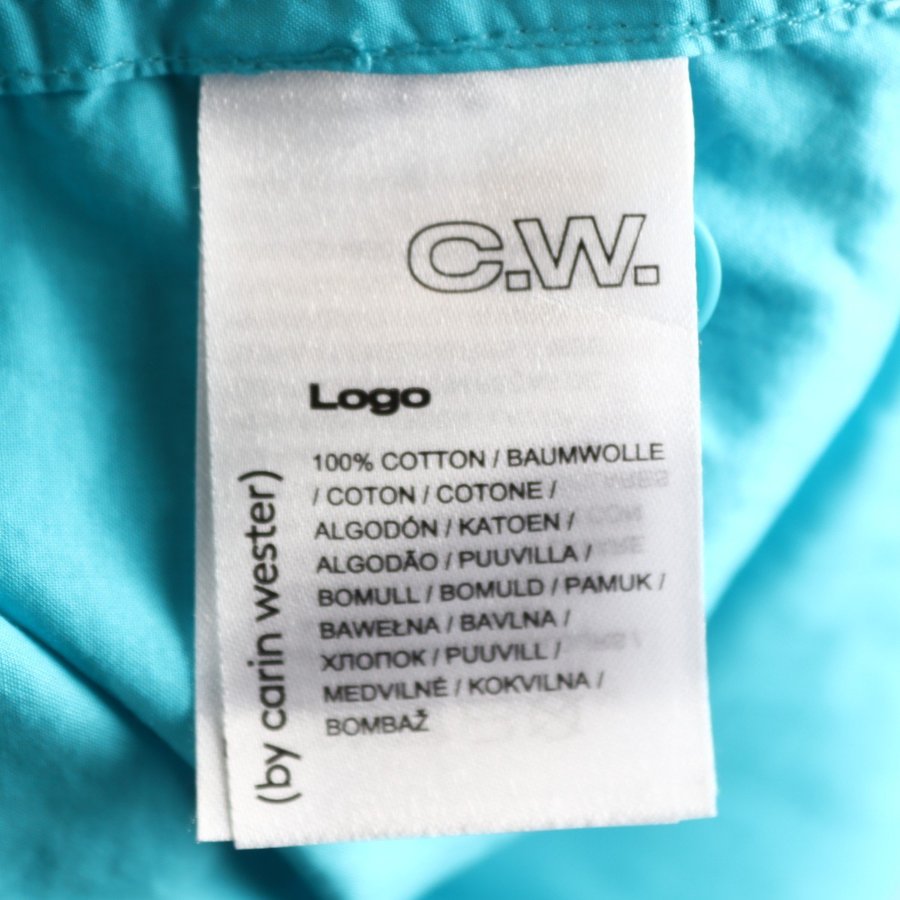 C.W.
Logo
100% COTTON / BAUMWOLLE
/ COTON / COTONE /
ALGODÓN / KATOEN /
ALGODÃO / PUUVILLA /
BOMULL / BOMULD / PAMUK /
BAWEŁNA / BAVLNA /
ХЛОПОК / PUUVILL /
MEDVILNĖ / KOKVILNA /
BOMBAŽ
(by carin wester)